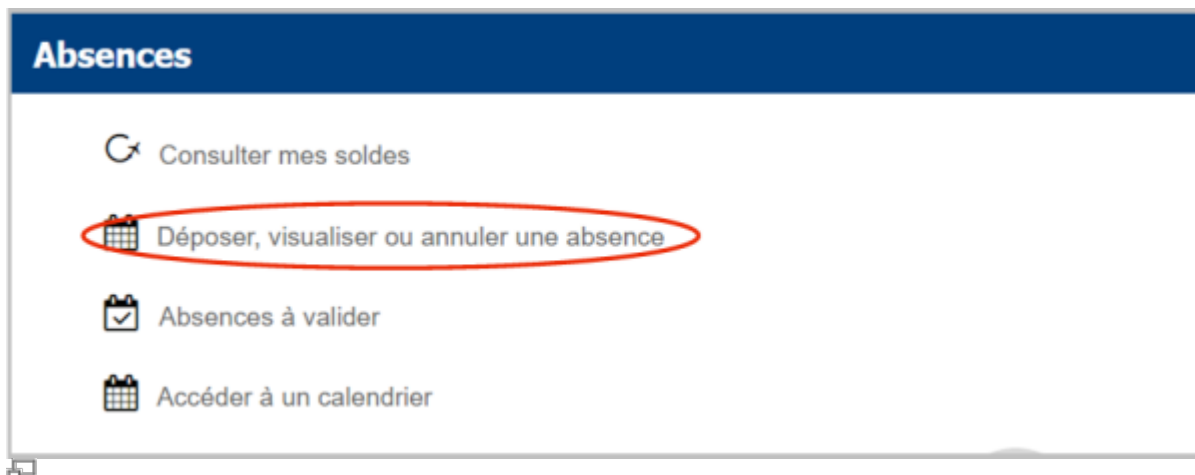 Absences
Consulter mes soldes
Déposer, visualiser ou annuler une absence
Absences à valider
Accéder à un calendrier